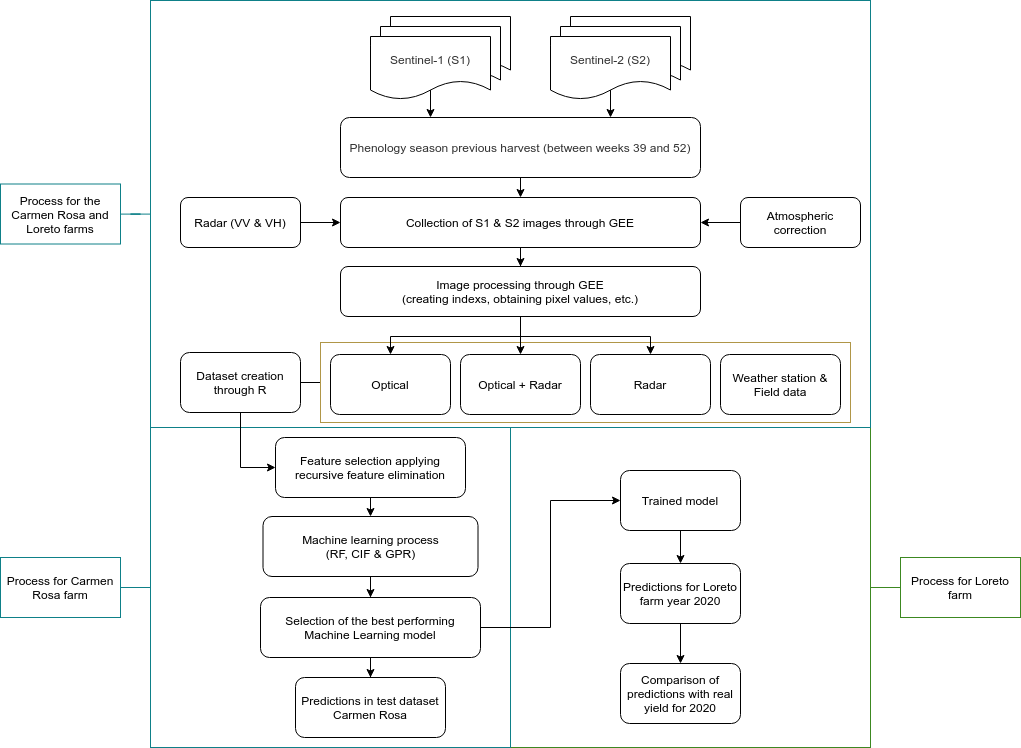 Sentinel-1 (S1)
Sentinel-2 (S2)
Phenology season previous harvest (between weeks 39 and 52)
Process for the
Carmen Rosa and
Loreto farms
Radar (VV & VH)
Collection of S1 & S2 images through GEE
Atmospheric
correction
Image processing through GEE
(creating indexs, obtaining pixel values, etc.)
Dataset creation
through R
Optical
Optical + Radar
Radar
Weather station &
Field data
Feature selection applying
recursive feature elimination
Machine learning process
(RF, CIF & GPR)
Process for Carmen
Rosa farm
Selection of the best performing
Machine Learning model
Predictions in test dataset
Carmen Rosa
Trained model
Predictions for Loreto
farm year 2020
Comparison of
predictions with real
yield for 2020
Process for Loreto
farm